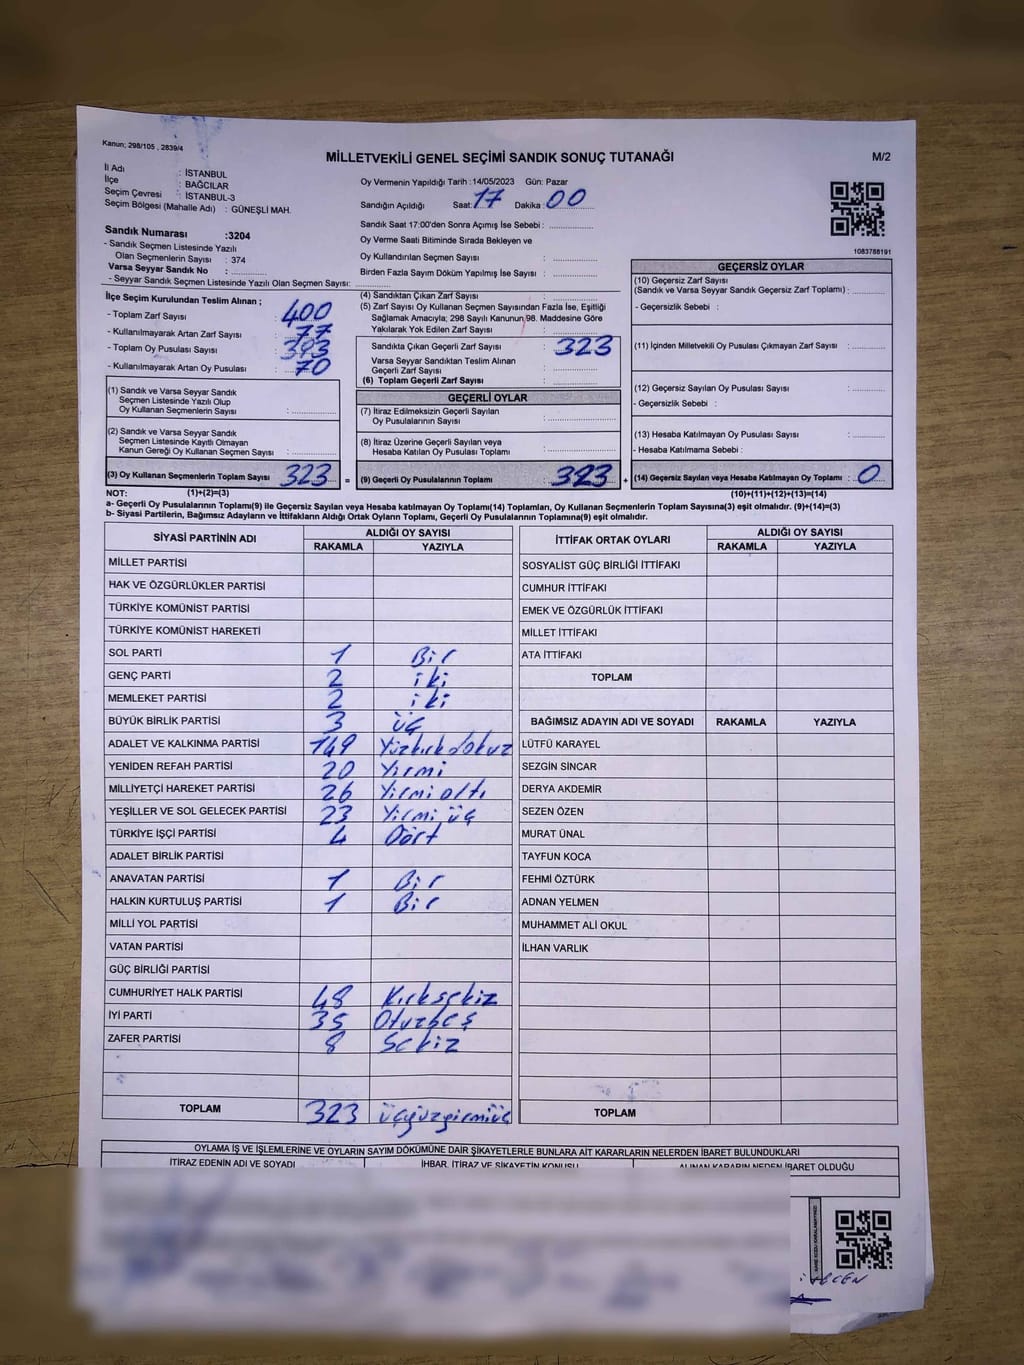 Kanun; 298/105 , 2839/4
MİLLETVEKİLİ GENEL SEÇİMİ SANDIK SONUÇ TUTANAĞI
M/2
İl Adı : İSTANBUL
İlçe : BAĞCILAR
Seçim Çevresi : İSTANBUL-3
Seçim Bölgesi (Mahalle Adı) : GÜNEŞLİ MAH.
Sandık Numarası :3204
- Sandık Seçmen Listesinde Yazılı
Olan Seçmenlerin Sayısı : 374
Varsa Seyyar Sandık No :
- Seyyar Sandık Seçmen Listesinde Yazılı Olan Seçmen Sayısı:
Oy Vermenin Yapıldığı Tarih : 14/05/2023 Gün: Pazar
Sandığın Açıldığı Saat: 17 Dakika: 00
Sandık Saat 17:00'den Sonra Açımış İse Sebebi :
Oy Verme Saati Bitiminde Sırada Bekleyen ve
Oy Kullandırılan Seçmen Sayısı :
Birden Fazla Sayım Döküm Yapılmış İse Sayısı :
1083788191
İlçe Seçim Kurulundan Teslim Alınan ;
- Toplam Zarf Sayısı : 400
- Kullanılmayarak Artan Zarf Sayısı : 77
- Toplam Oy Pusulası Sayısı : 393
- Kullanılmayarak Artan Oy Pusulası : 70
(4) Sandıktan Çıkan Zarf Sayısı :
(5) Zarf Sayısı Oy Kullanan Seçmen Sayısından Fazla İse, Eşitliği
Sağlamak Amacıyla; 298 Sayılı Kanunun 98. Maddesine Göre
Yakılarak Yok Edilen Zarf Sayısı :
Sandıkta Çıkan Geçerli Zarf Sayısı : 323
Varsa Seyyar Sandıktan Teslim Alınan
Geçerli Zarf Sayısı :
(6) Toplam Geçerli Zarf Sayısı :
GEÇERSİZ OYLAR
(10) Geçersiz Zarf Sayısı
(Sandık ve Varsa Seyyar Sandık Geçersiz Zarf Toplamı) :
- Geçersizlik Sebebi :
(11) İçinden Milletvekili Oy Pusulası Çıkmayan Zarf Sayısı :
(12) Geçersiz Sayılan Oy Pusulası Sayısı :
- Geçersizlik Sebebi :
(13) Hesaba Katılmayan Oy Pusulası Sayısı :
- Hesaba Katılmama Sebebi :
(1) Sandık ve Varsa Seyyar Sandık
Seçmen Listesinde Yazılı Olup
Oy Kullanan Seçmenlerin Sayısı :
(2) Sandık ve Varsa Seyyar Sandık
Seçmen Listesinde Kayıtlı Olmayan
Kanun Gereği Oy Kullanan Seçmen Sayısı :
GEÇERLİ OYLAR
(7) İtiraz Edilmeksizin Geçerli Sayılan
Oy Pusulalarının Sayısı :
(8) İtiraz Üzerine Geçerli Sayılan veya
Hesaba Katılan Oy Pusulaları Toplamı :
(3) Oy Kullanan Seçmenlerin Toplam Sayısı : 323 = (9) Geçerli Oy Pusulalarının Toplamı : 323 + (14) Geçersiz Sayılan veya Hesaba Katılmayan Oy Toplamı : 0
NOT: (1)+(2)=(3) (10)+(11)+(12)+(13)=(14)
a- Geçerli Oy Pusulalarının Toplamı(9) ile Geçersiz Sayılan veya Hesaba katılmayan Oy Toplamı(14) Toplamları, Oy Kullanan Seçmenlerin Toplam Sayısına(3) eşit olmalıdır. (9)+(14)=(3)
b- Siyasi Partilerin, Bağımsız Adayların ve İttifakların Aldığı Ortak Oyların Toplamı, Geçerli Oy Pusulalarının Toplamına(9) eşit olmalıdır.
SİYASİ PARTİNİN ADI ALDIĞI OY SAYISI
RAKAMLA YAZIYLA
MİLLET PARTİSİ
HAK VE ÖZGÜRLÜKLER PARTİSİ
TÜRKİYE KOMÜNİST PARTİSİ
TÜRKİYE KOMÜNİST HAREKETİ
SOL PARTİ 1 Bir
GENÇ PARTİ 2 iki
MEMLEKET PARTİSİ 2 iki
BÜYÜK BİRLİK PARTİSİ 3 üç
ADALET VE KALKINMA PARTİSİ 149 Yüzkırkdokuz
YENİDEN REFAH PARTİSİ 20 Yirmi
MİLLİYETÇİ HAREKET PARTİSİ 26 Yirmi altı
YEŞİLLER VE SOL GELECEK PARTİSİ 23 Yirmi üç
TÜRKİYE İŞÇİ PARTİSİ 4 Dört
ADALET BİRLİK PARTİSİ
ANAVATAN PARTİSİ 1 Bir
HALKIN KURTULUŞ PARTİSİ 1 Bir
MİLLİ YOL PARTİSİ
VATAN PARTİSİ
GÜÇ BİRLİĞİ PARTİSİ
CUMHURİYET HALK PARTİSİ 48 Kırksekiz
İYİ PARTİ 35 Otuzbeş
ZAFER PARTİSİ 8 Sekiz
TOPLAM 323 üçyüzyirmiüç
İTTİFAK ORTAK OYLARI ALDIĞI OY SAYISI
RAKAMLA YAZIYLA
SOSYALİST GÜÇ BİRLİĞİ İTTİFAKI
CUMHUR İTTİFAKI
EMEK VE ÖZGÜRLÜK İTTİFAKI
MİLLET İTTİFAKI
ATA İTTİFAKI
TOPLAM
BAĞIMSIZ ADAYIN ADI VE SOYADI RAKAMLA YAZIYLA
LÜTFÜ KARAYEL
SEZGİN SİNCAR
DERYA AKDEMİR
SEZEN ÖZEN
MURAT ÜNAL
TAYFUN KOCA
FEHMİ ÖZTÜRK
ADNAN YELMEN
MUHAMMET ALİ OKUL
İLHAN VARLIK
TOPLAM
OYLAMA İŞ VE İŞLEMLERİNE VE OYLARIN SAYIM DÖKÜMÜNE DAİR ŞİKAYETLERLE BUNLARA AİT KARARLARIN NELERDEN İBARET BULUNDUKLARI
İTİRAZ EDENİN ADI VE SOYADI İHBAR, İTİRAZ VE ŞİKAYETİN KONUSU ALINAN KARARIN NEDEN İBARET OLDUĞU